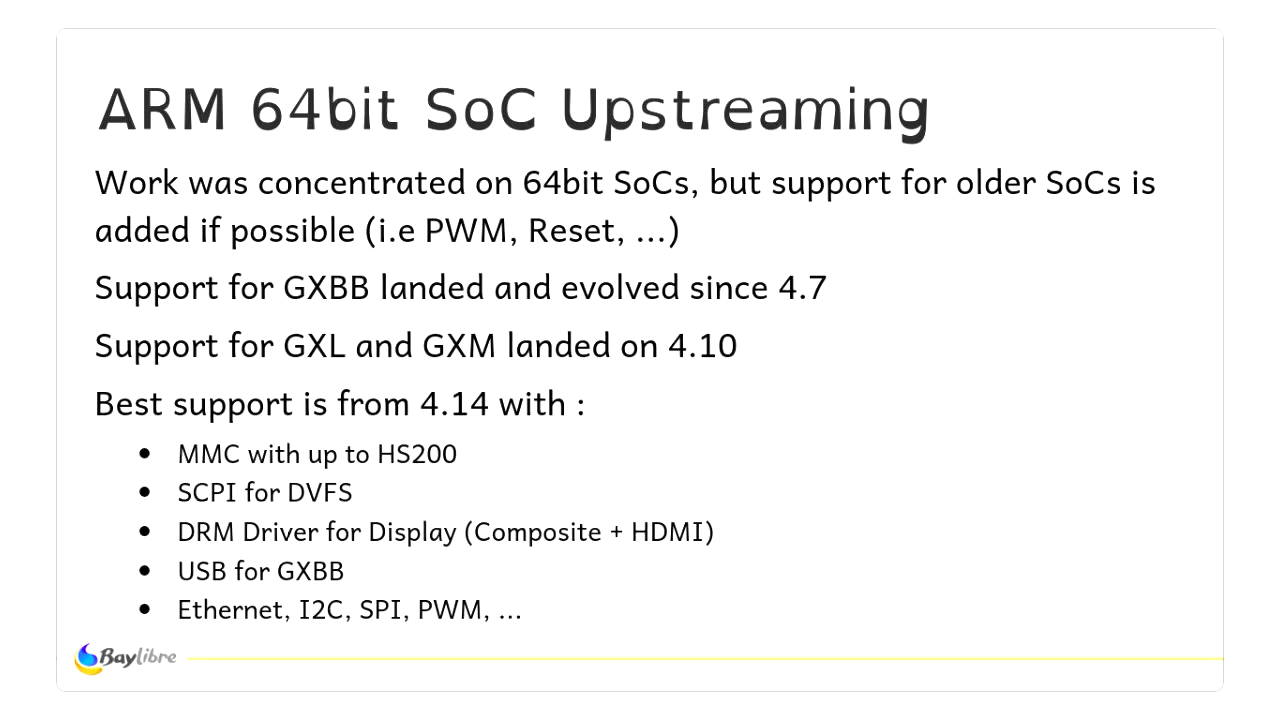 ARM 64bit SoC Upstreaming
Work was concentrated on 64bit SoCs, but support for older SoCs is
added if possible (i.e PWM, Reset, ...)
Support for GXBB landed and evolved since 4.7
Support for GXL and GXM landed on 4.10
Best support is from 4.14 with :
• MMC with up to HS200
• SCPI for DVFS
• DRM Driver for Display (Composite + HDMI)
• USB for GXBB
• Ethernet, I2C, SPI, PWM, ...
Baylibre